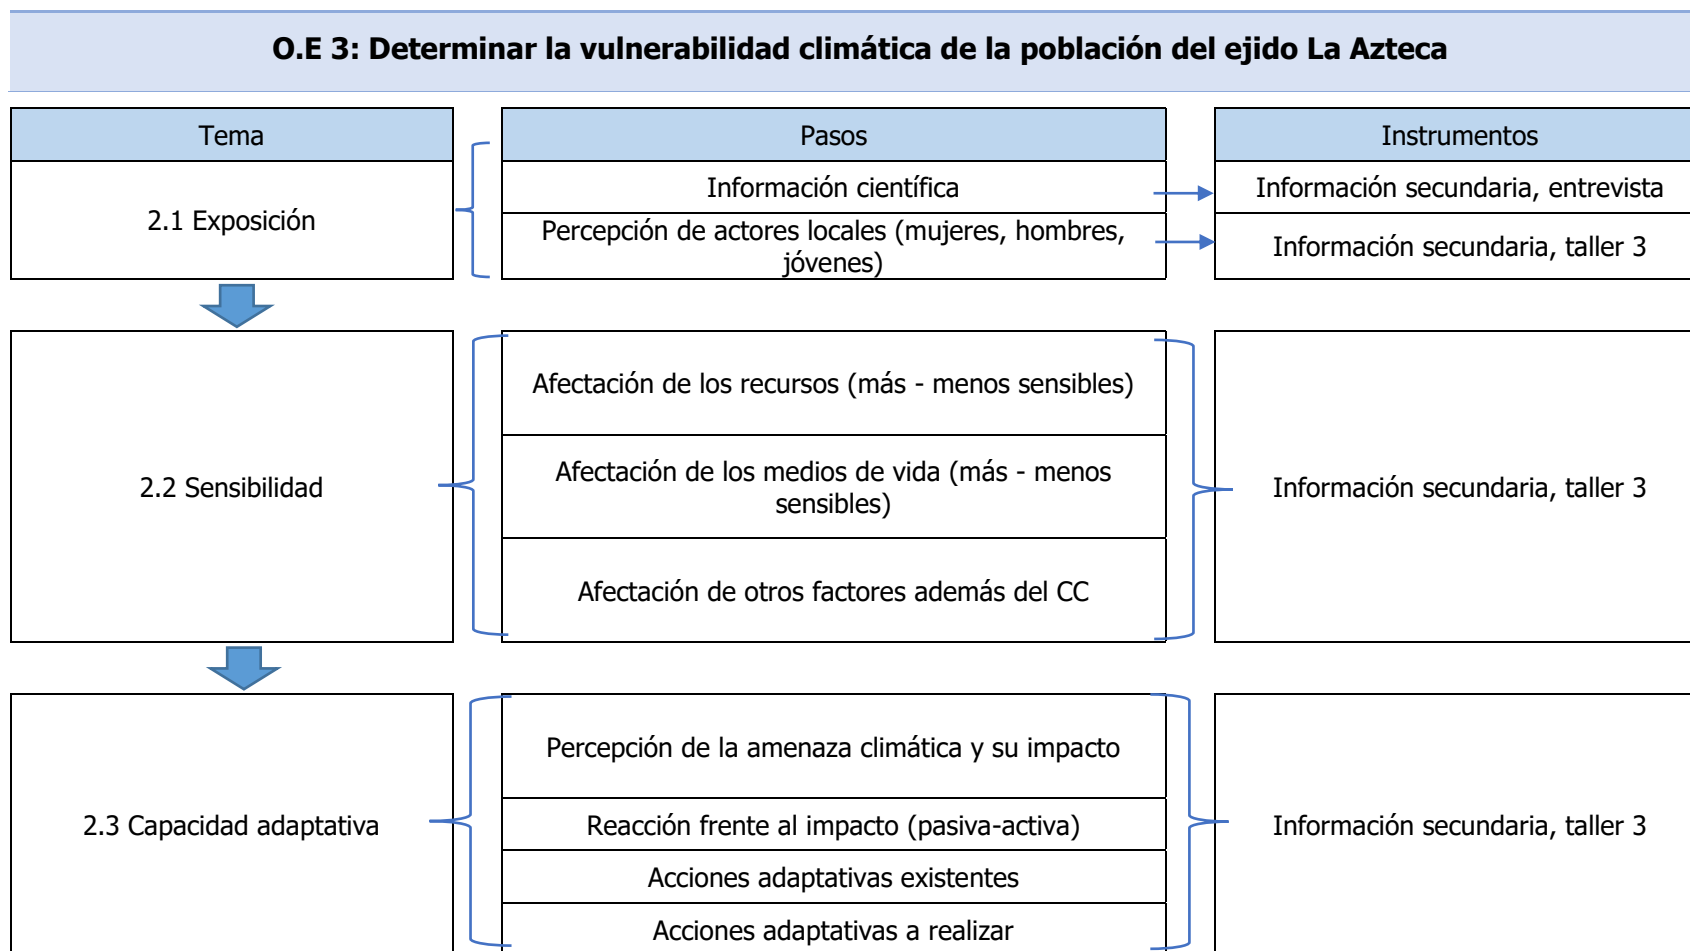 O.E 3: Determinar la vulnerabilidad climática de la población del ejido La Azteca
Tema
Pasos
Instrumentos
2.1 Exposición
Información científica
Información secundaria, entrevista
Percepción de actores locales (mujeres, hombres,
jóvenes)
Información secundaria, taller 3
2.2 Sensibilidad
Afectación de los recursos (más - menos sensibles)
Afectación de los medios de vida (más - menos
sensibles)
Afectación de otros factores además del CC
Información secundaria, taller 3
2.3 Capacidad adaptativa
Percepción de la amenaza climática y su impacto
Reacción frente al impacto (pasiva-activa)
Acciones adaptativas existentes
Acciones adaptativas a realizar
Información secundaria, taller 3